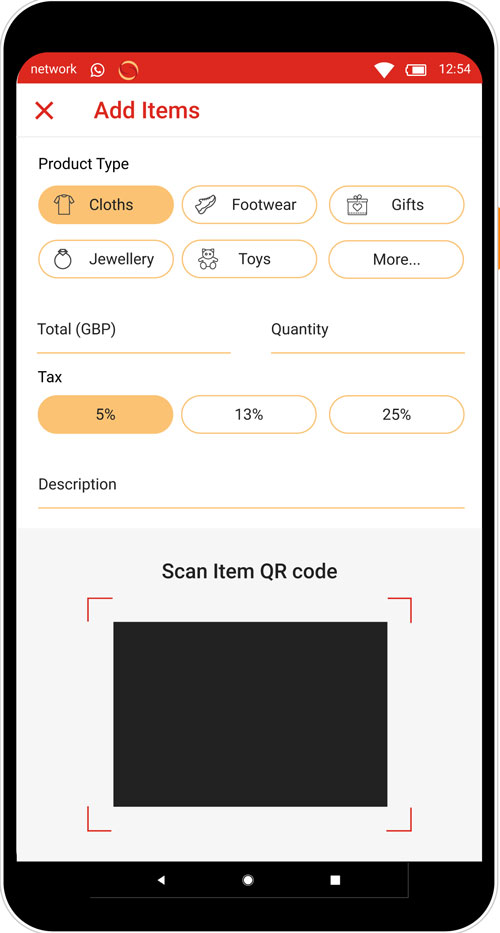 network 12:54
Add Items
Product Type
Cloths Footwear Gifts
Jewellery Toys More...
Total (GBP) Quantity
Tax
5% 13% 25%
Description
Scan Item QR code